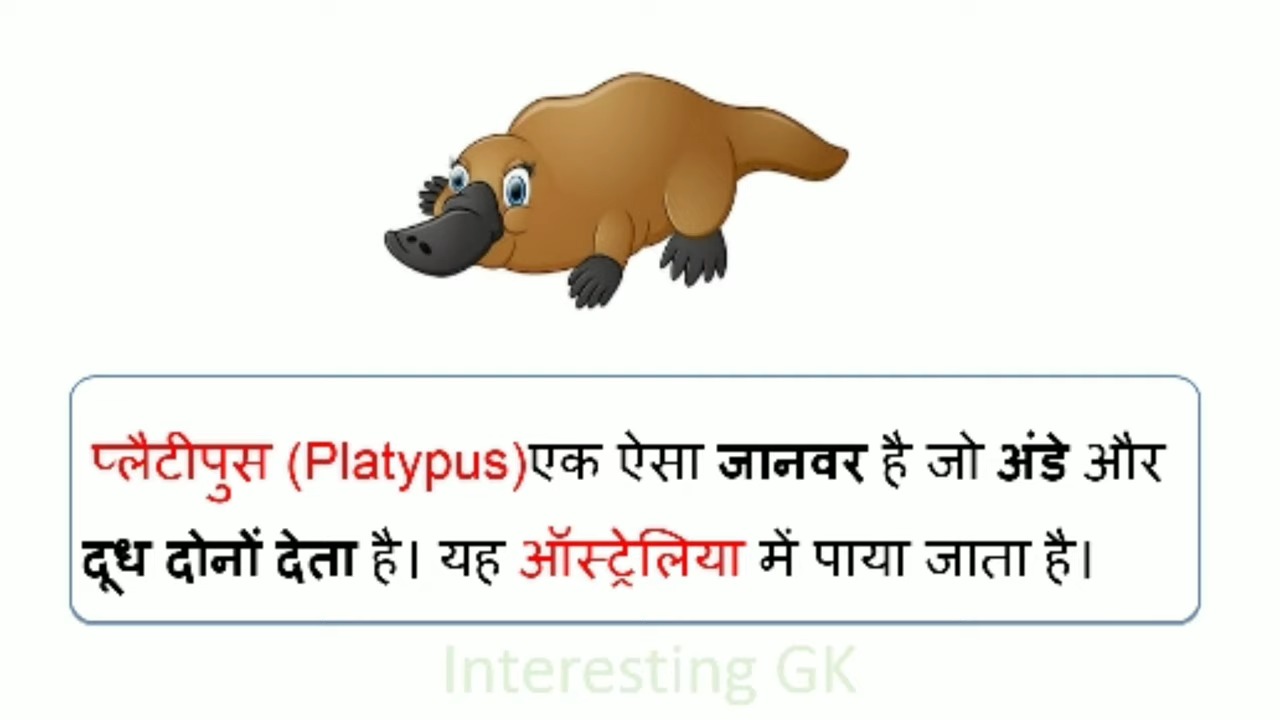 प्लैटीपुस (Platypus)एक ऐसा जानवर है जो अंडे और
दूध दोनों देता है। यह ऑस्ट्रेलिया में पाया जाता है।
Interesting GK